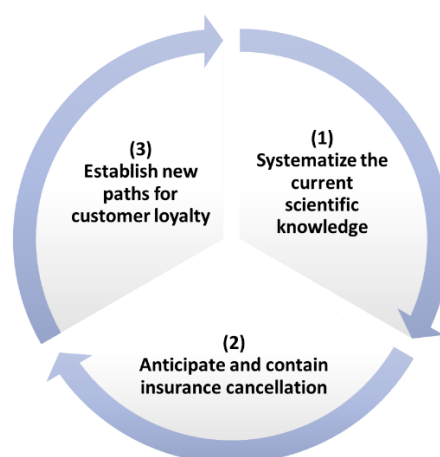 (1)
Systematize the
current
scientific
knowledge
(2)
Anticipate and contain
insurance cancellation
(3)
Establish new
paths for
customer loyalty